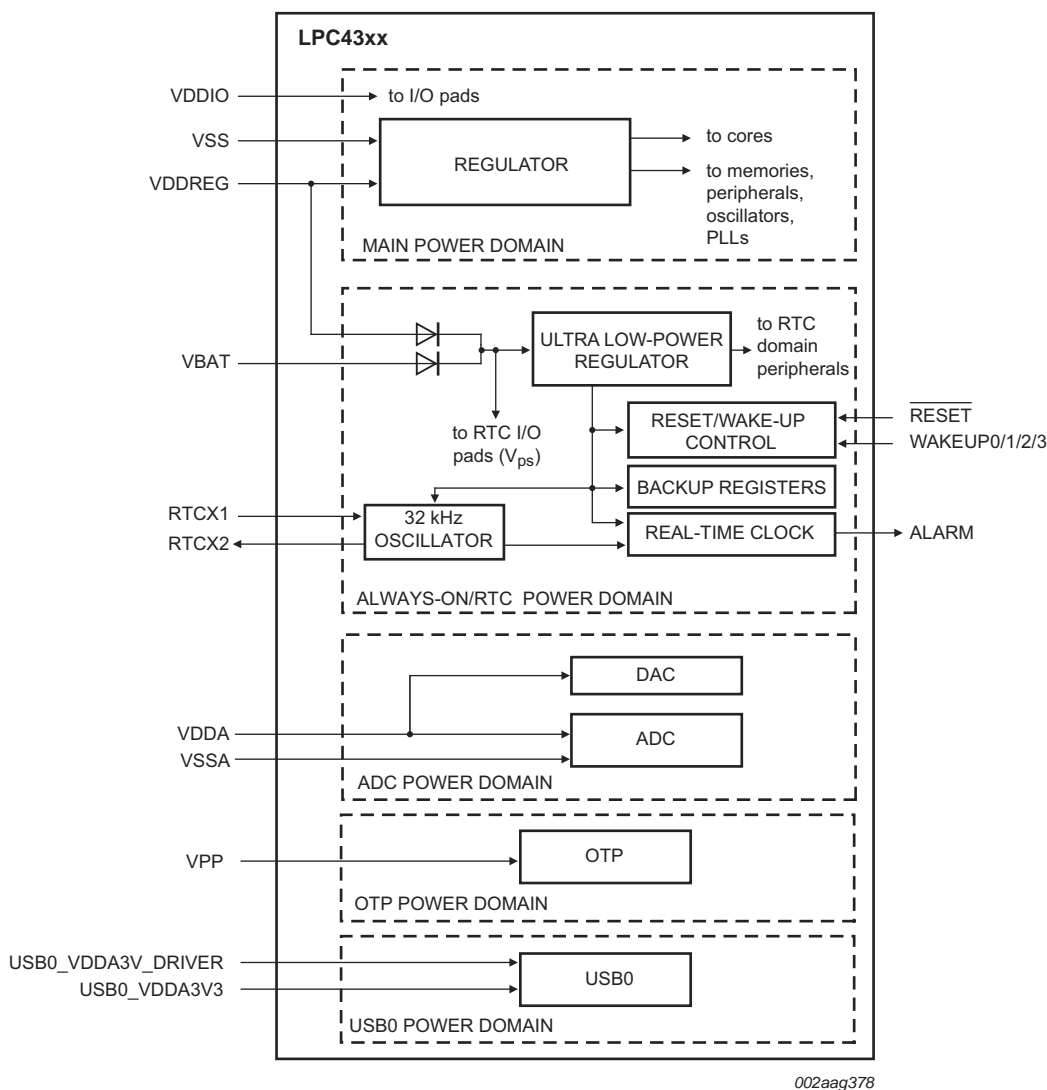 LPC43xx
VDDIO
to I/O pads
VSS
VDDREG
REGULATOR
to cores
to memories,
peripherals,
oscillators,
PLLs
MAIN POWER DOMAIN
VBAT
ULTRA LOW-POWER
REGULATOR
to RTC
domain
peripherals
to RTC I/O
pads (Vps)
RESET/WAKE-UP
CONTROL
RESET
WAKEUP0/1/2/3
BACKUP REGISTERS
RTCX1
RTCX2
32 kHz
OSCILLATOR
REAL-TIME CLOCK
ALARM
ALWAYS-ON/RTC POWER DOMAIN
DAC
VDDA
VSSA
ADC
ADC POWER DOMAIN
VPP
OTP
OTP POWER DOMAIN
USB0_VDDA3V_DRIVER
USB0_VDDA3V3
USB0
USB0 POWER DOMAIN
002aag378